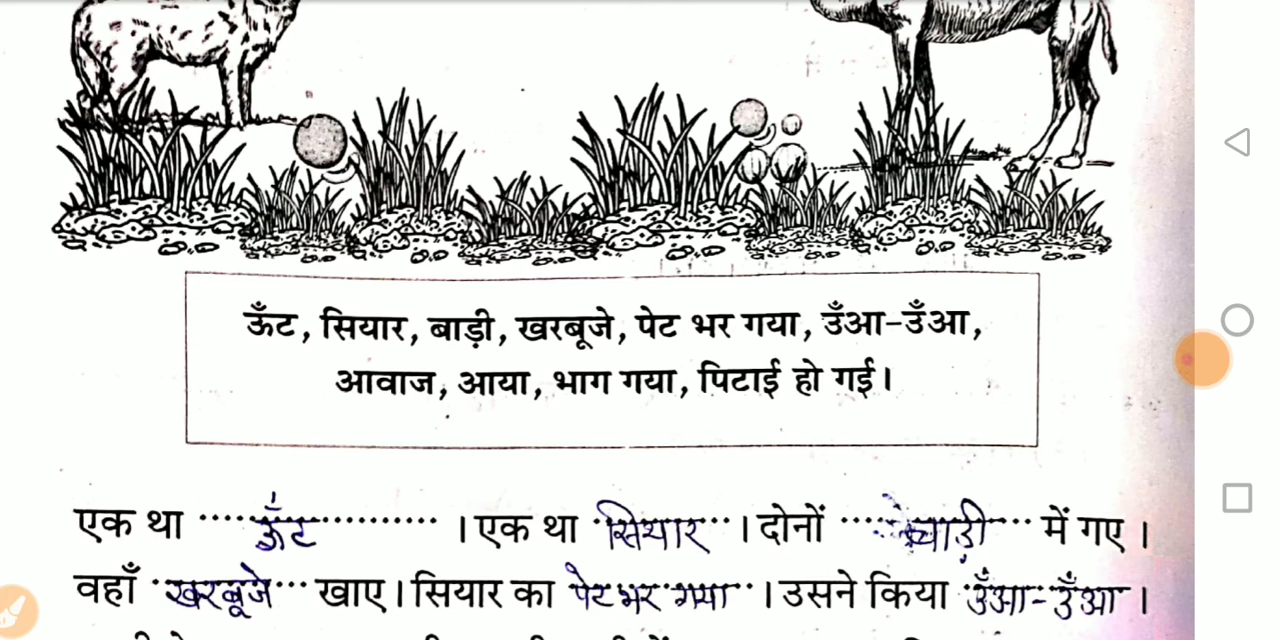 ऊँट, सियार, बाड़ी, खरबूजे, पेट भर गया, उँआ-उँआ,
आवाज, आया, भाग गया, पिटाई हो गई।
एक था ऊँट । एक था सियार । दोनों बाड़ी में गए ।
वहाँ खरबूजे खाए । सियार का पेट भर गया । उसने किया उँआ-उँआ ।